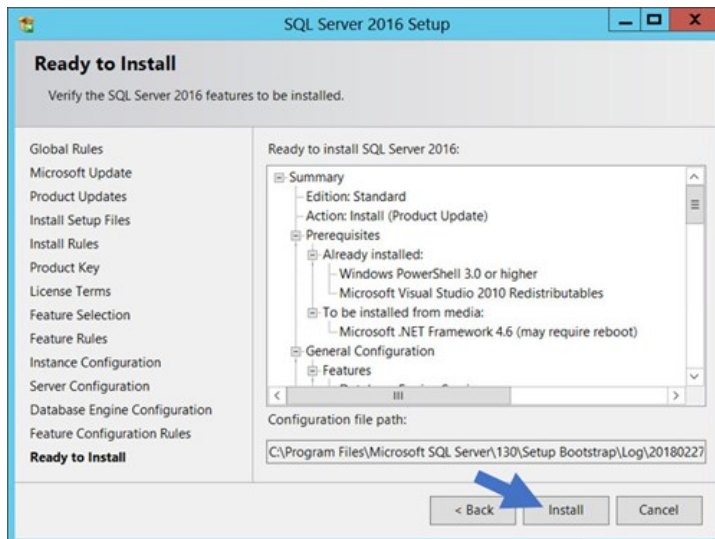 SQL Server 2016 Setup
Ready to Install
Verify the SQL Server 2016 features to be installed.
Global Rules
Microsoft Update
Product Updates
Install Setup Files
Install Rules
Product Key
License Terms
Feature Selection
Feature Rules
Instance Configuration
Server Configuration
Database Engine Configuration
Feature Configuration Rules
Ready to Install
Ready to install SQL Server 2016:
Summary
Edition: Standard
Action: Install (Product Update)
Prerequisites
Already installed:
Windows PowerShell 3.0 or higher
Microsoft Visual Studio 2010 Redistributables
To be installed from media:
Microsoft .NET Framework 4.6 (may require reboot)
General Configuration
Features
Configuration file path:
C:\Program Files\Microsoft SQL Server\130\Setup Bootstrap\Log\20180227
< Back
Install
Cancel